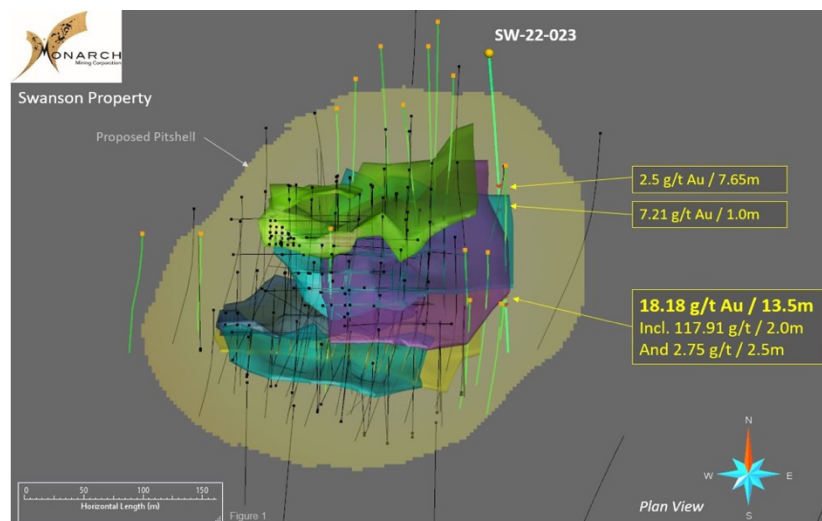 MONARCH
Mining Corporation
SW-22-023
Swanson Property
Proposed Pitshell
2.5 g/t Au / 7.65m
7.21 g/t Au / 1.0m
18.18 g/t Au / 13.5m
Incl. 117.91 g/t / 2.0m
And 2.75 g/t / 2.5m
N
W E
S
0 50 100 150
Horizontal Length (m)
Figure 1
Plan View